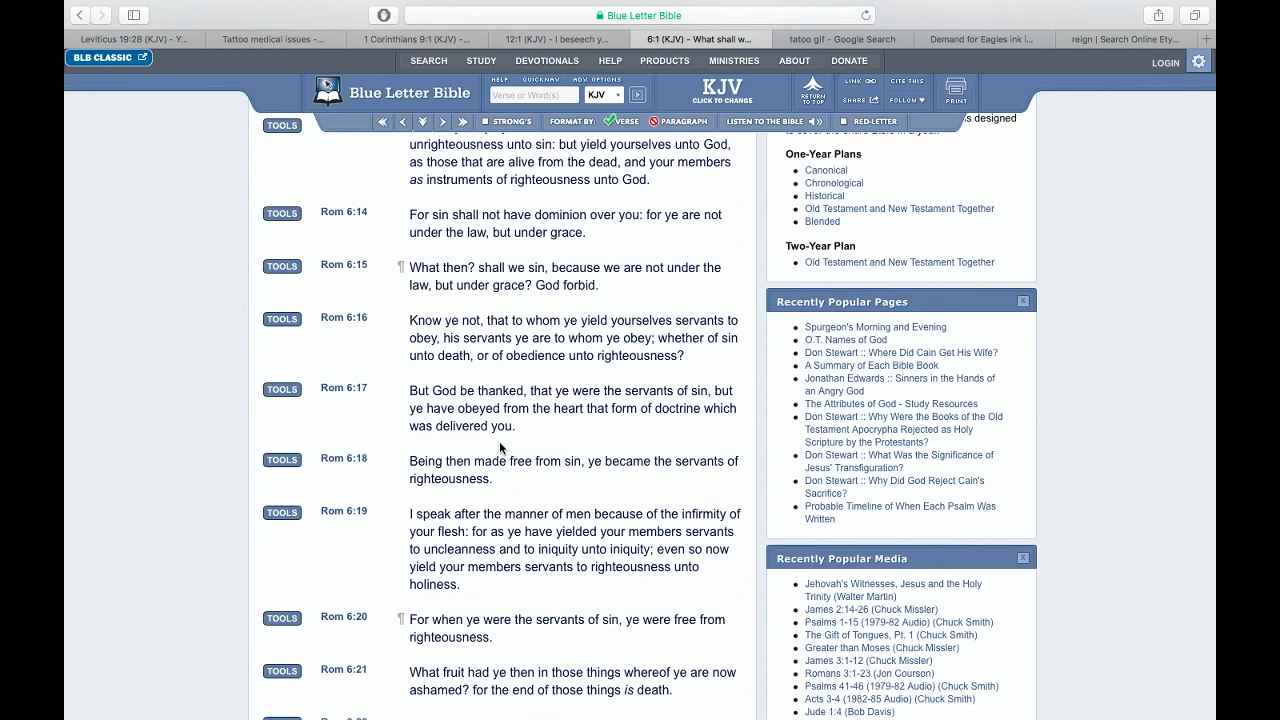 Blue Letter Bible
Leviticus 19:28 (KJV) - Y...
Tattoo medical issues -...
1 Corinthians 9:1 (KJV) -...
12:1 (KJV) - I beseech y...
6:1 (KJV) - What shall w...
tatoo gif - Google Search
Demand for Eagles ink i...
reign | Search Online Ety...
BLB CLASSIC
SEARCH STUDY DEVOTIONALS HELP PRODUCTS MINISTRIES ABOUT DONATE
LOGIN
Blue Letter Bible
HELP QUICKNAV ADV. OPTIONS
Verse or Word(s)
KJV
KJV
CLICK TO CHANGE
RETURN
TO TOP
LINK
SHARE
CITE THIS
FOLLOW
PRINT
STRONG'S FORMAT BY: VERSE PARAGRAPH LISTEN TO THE BIBLE RED-LETTER
TOOLS
unrighteousness unto sin: but yield yourselves unto God,
as those that are alive from the dead, and your members
as instruments of righteousness unto God.
TOOLS Rom 6:14 For sin shall not have dominion over you: for ye are not
under the law, but under grace.
TOOLS Rom 6:15 ¶ What then? shall we sin, because we are not under the
law, but under grace? God forbid.
TOOLS Rom 6:16 Know ye not, that to whom ye yield yourselves servants to
obey, his servants ye are to whom ye obey; whether of sin
unto death, or of obedience unto righteousness?
TOOLS Rom 6:17 But God be thanked, that ye were the servants of sin, but
ye have obeyed from the heart that form of doctrine which
was delivered you.
TOOLS Rom 6:18 Being then made free from sin, ye became the servants of
righteousness.
TOOLS Rom 6:19 I speak after the manner of men because of the infirmity of
your flesh: for as ye have yielded your members servants
to uncleanness and to iniquity unto iniquity; even so now
yield your members servants to righteousness unto
holiness.
TOOLS Rom 6:20 ¶ For when ye were the servants of sin, ye were free from
righteousness.
TOOLS Rom 6:21 What fruit had ye then in those things whereof ye are now
ashamed? for the end of those things is death.
is designed
One-Year Plans
Canonical
Chronological
Historical
Old Testament and New Testament Together
Blended
Two-Year Plan
Old Testament and New Testament Together
Recently Popular Pages
Spurgeon's Morning and Evening
O.T. Names of God
Don Stewart :: Where Did Cain Get His Wife?
A Summary of Each Bible Book
Jonathan Edwards :: Sinners in the Hands of
an Angry God
The Attributes of God - Study Resources
Don Stewart :: Why Were the Books of the Old
Testament Apocrypha Rejected as Holy
Scripture by the Protestants?
Don Stewart :: What Was the Significance of
Jesus' Transfiguration?
Don Stewart :: Why Did God Reject Cain's
Sacrifice?
Probable Timeline of When Each Psalm Was
Written
Recently Popular Media
Jehovah's Witnesses, Jesus and the Holy
Trinity (Walter Martin)
James 2:14-26 (Chuck Missler)
Psalms 1-15 (1979-82 Audio) (Chuck Smith)
The Gift of Tongues, Pt. 1 (Chuck Smith)
Greater than Moses (Chuck Missler)
James 3:1-12 (Chuck Missler)
Romans 3:1-23 (Jon Courson)
Psalms 41-46 (1979-82 Audio) (Chuck Smith)
Acts 3-4 (1982-85 Audio) (Chuck Smith)
Jude 1:4 (Bob Davis)